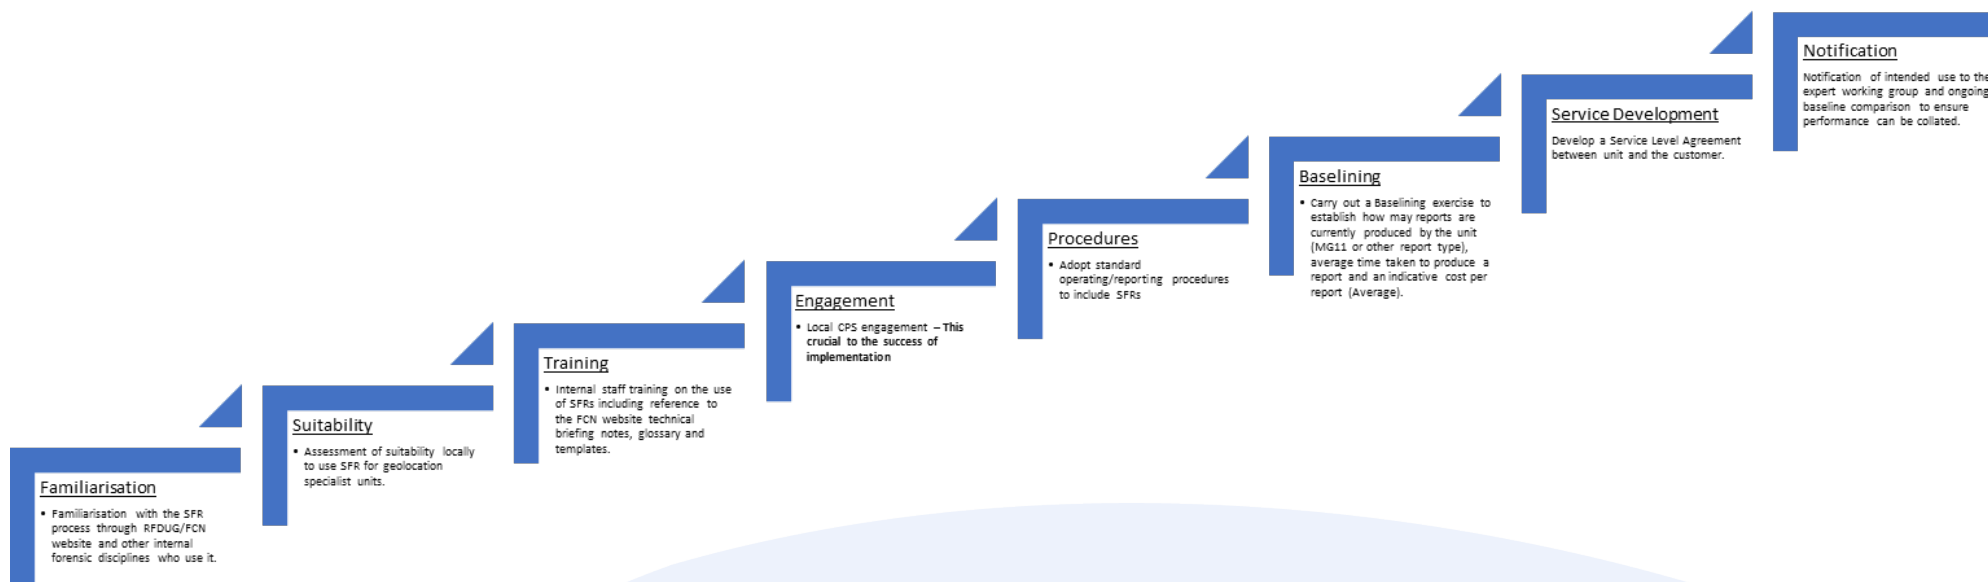 Familiarisation
▪ Familiarisation with the SFR
process through RFDUG/FCN
website and other internal
forensic disciplines who use it.
Suitability
▪ Assessment of suitability locally
to use SFR for geolocation
specialist units.
Training
▪ Internal staff training on the use
of SFRs including reference to
the FCN website technical
briefing notes, glossary and
templates.
Engagement
▪ Local CPS engagement – This
crucial to the success of
implementation
Procedures
▪ Adopt standard
operating/reporting procedures
to include SFRs
Baselining
▪ Carry out a Baselining exercise to
establish how may reports are
currently produced by the unit
(MG11 or other report type),
average time taken to produce a
report and an indicative cost per
report (Average).
Service Development
Develop a Service Level Agreement
between unit and the customer.
Notification
Notification of intended use to the
expert working group and ongoing
baseline comparison to ensure
performance can be collated.